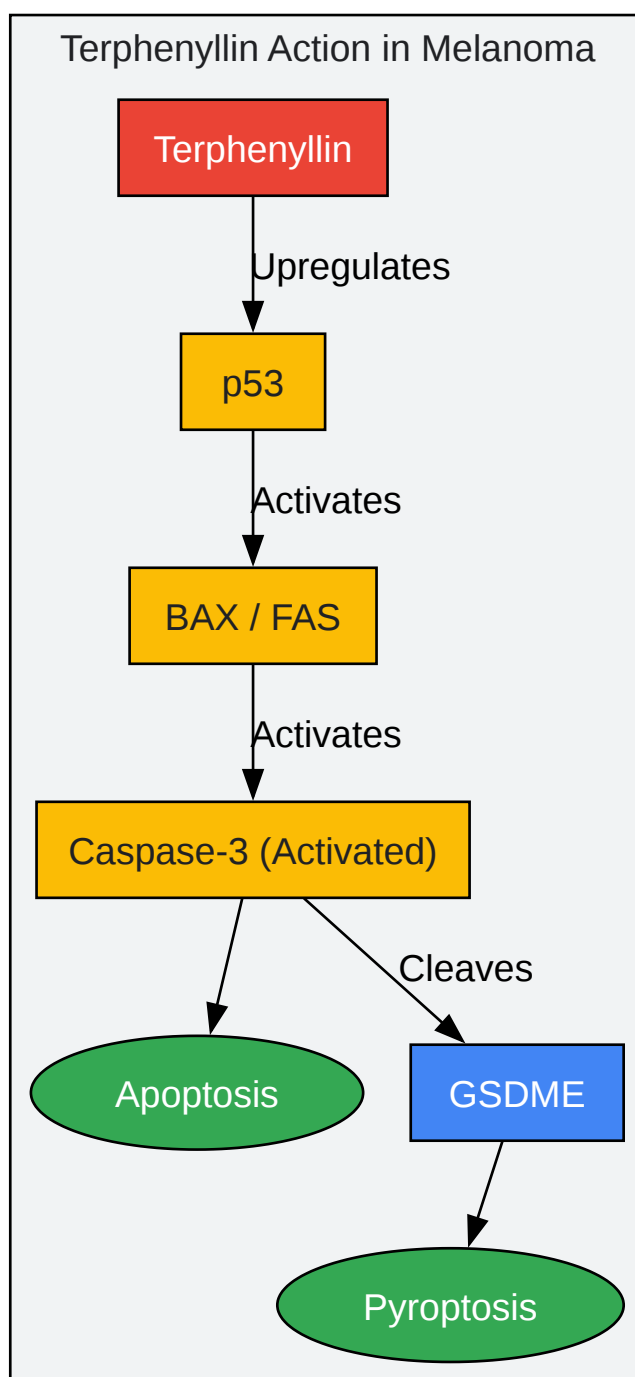 Terphenyllin Action in Melanoma
Terphenyllin
Upregulates
p53
Activates
BAX / FAS
Activates
Caspase-3 (Activated)
Cleaves
Apoptosis
GSDME
Pyroptosis